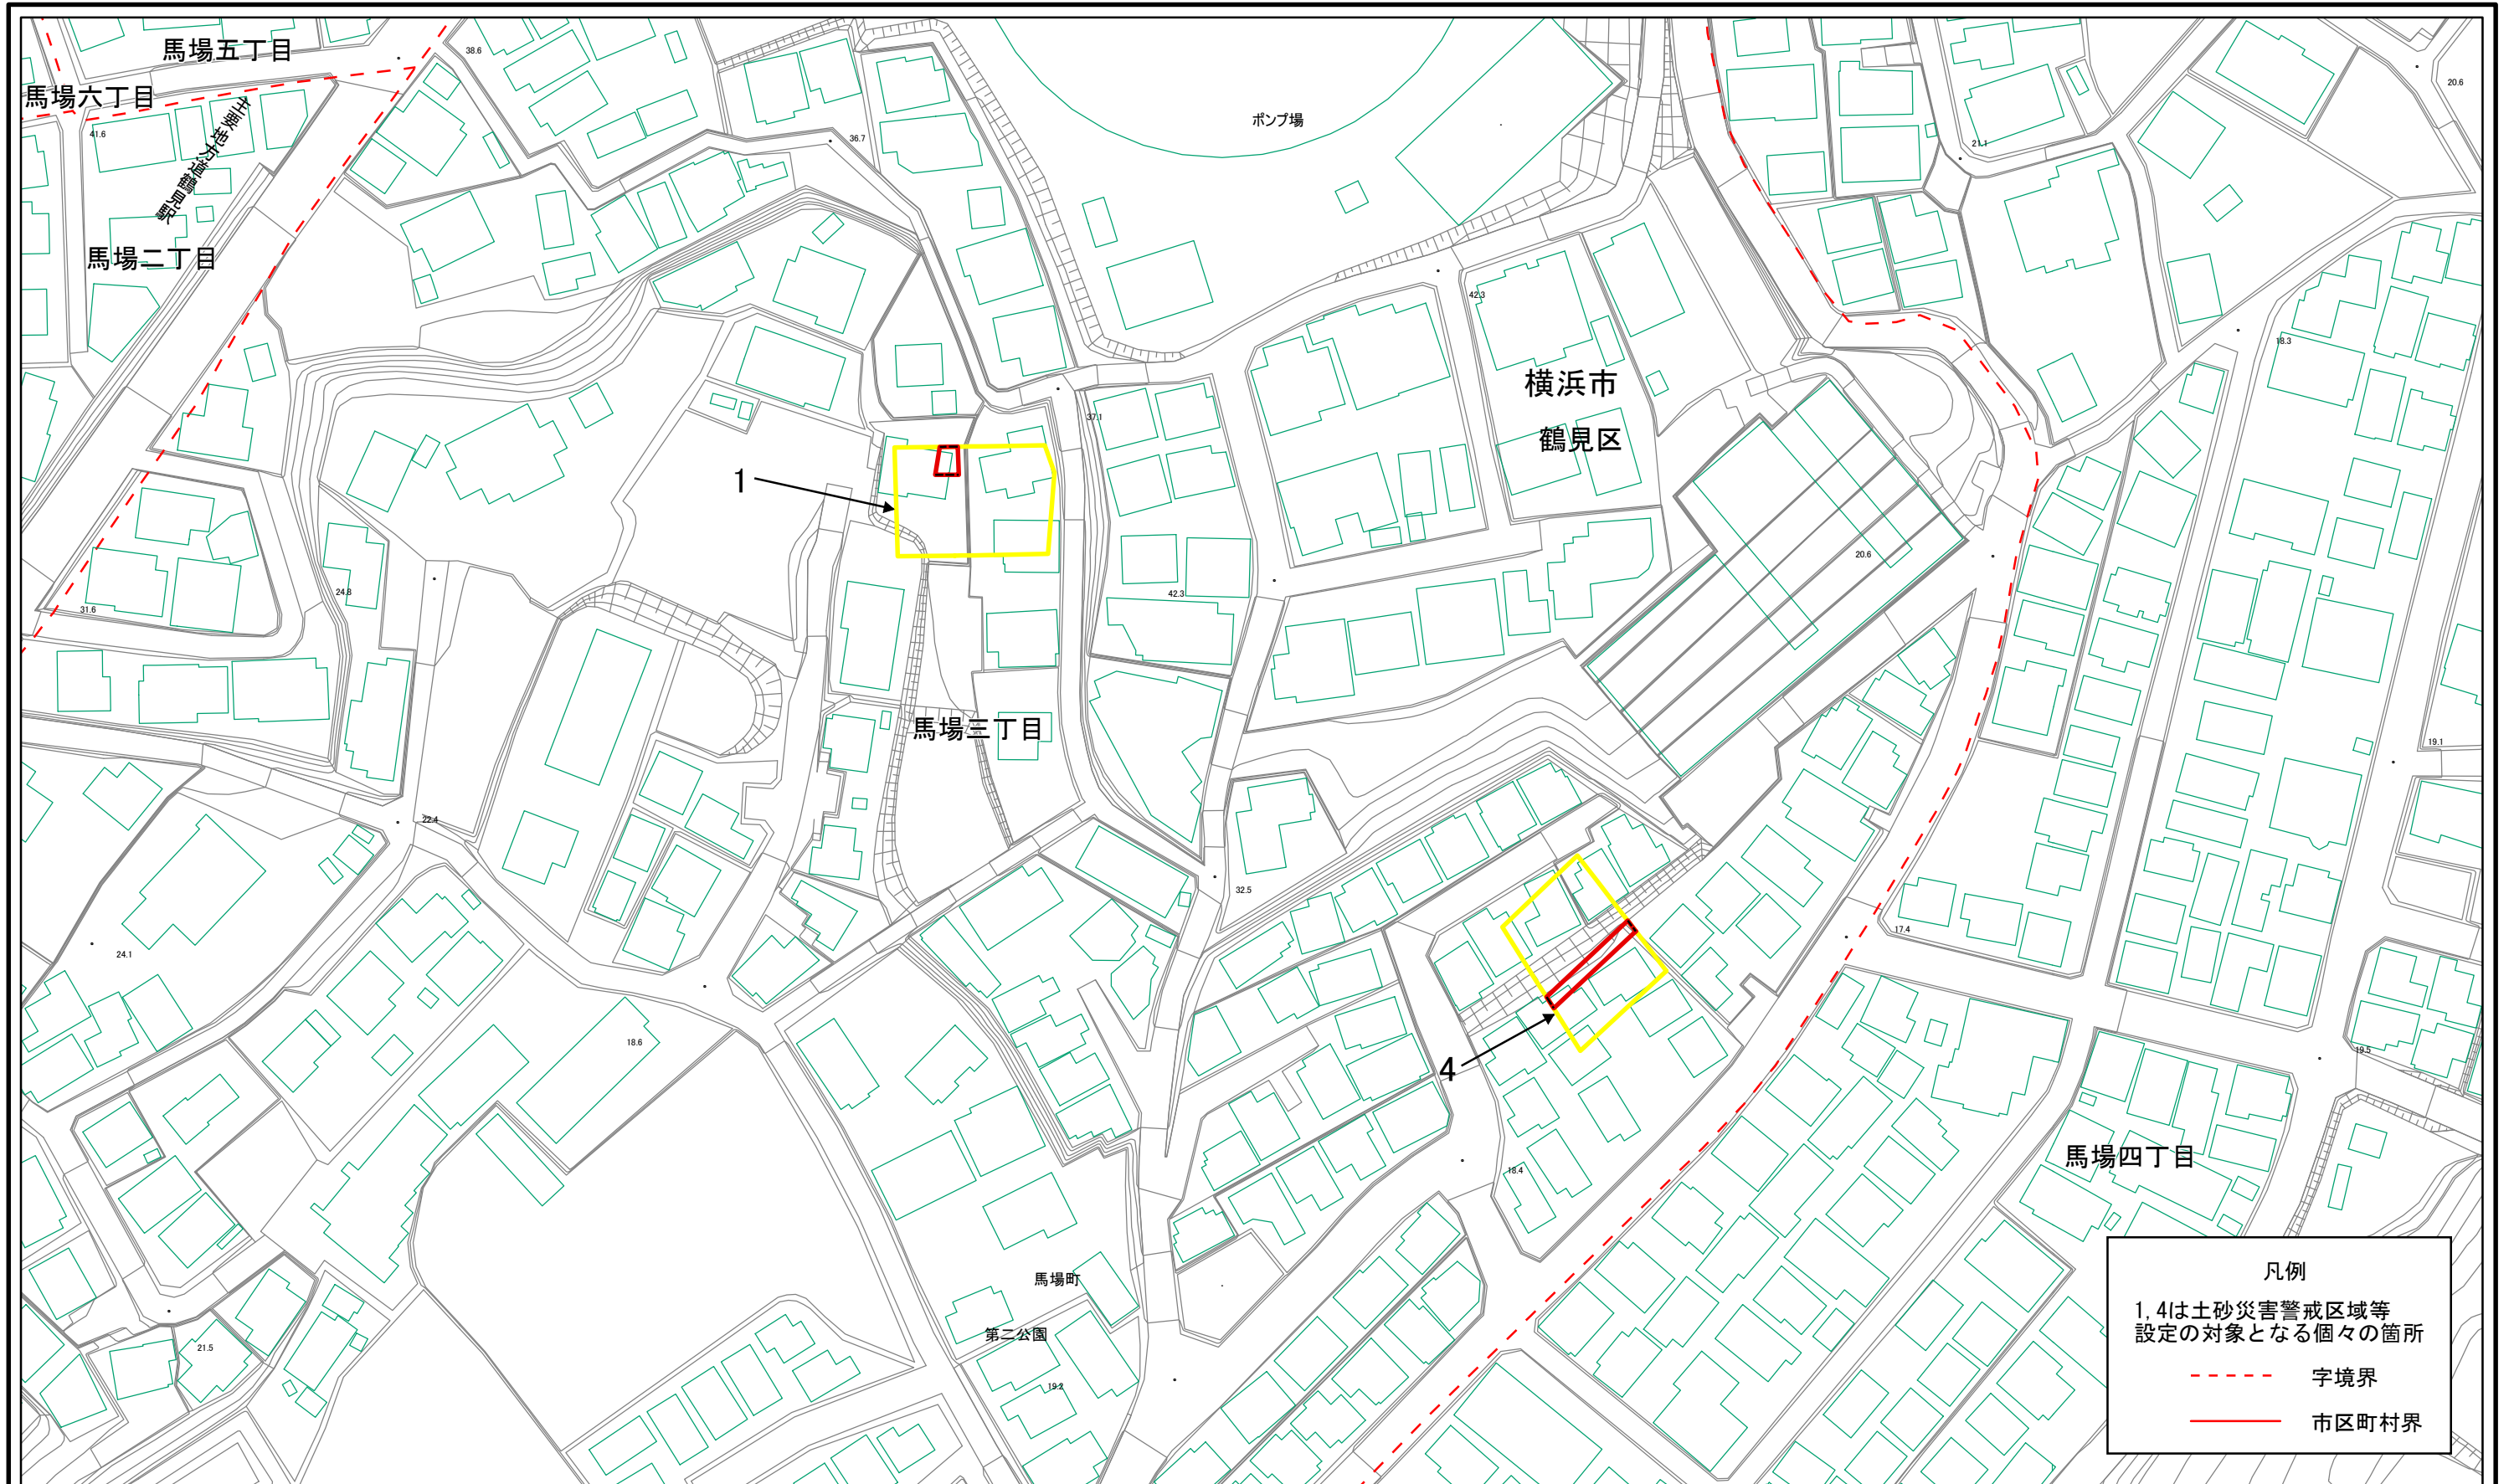 馬場五丁目
38.6
馬場六丁目
41.6
主要地方道鶴見駅
36.7
ポンプ場
20.6
21.1
馬場二丁目
42.3
18.3
横浜市
鶴見区
37.1
1
20.6
24.8
31.6
42.3
馬場三丁目
19.1
22.4
32.5
17.4
24.1
18.6
4
19.5
18.4
馬場四丁目
馬場町
第二公園
21.5
19.2
凡例
1,4は土砂災害警戒区域等
設定の対象となる個々の箇所
字境界
市区町村界